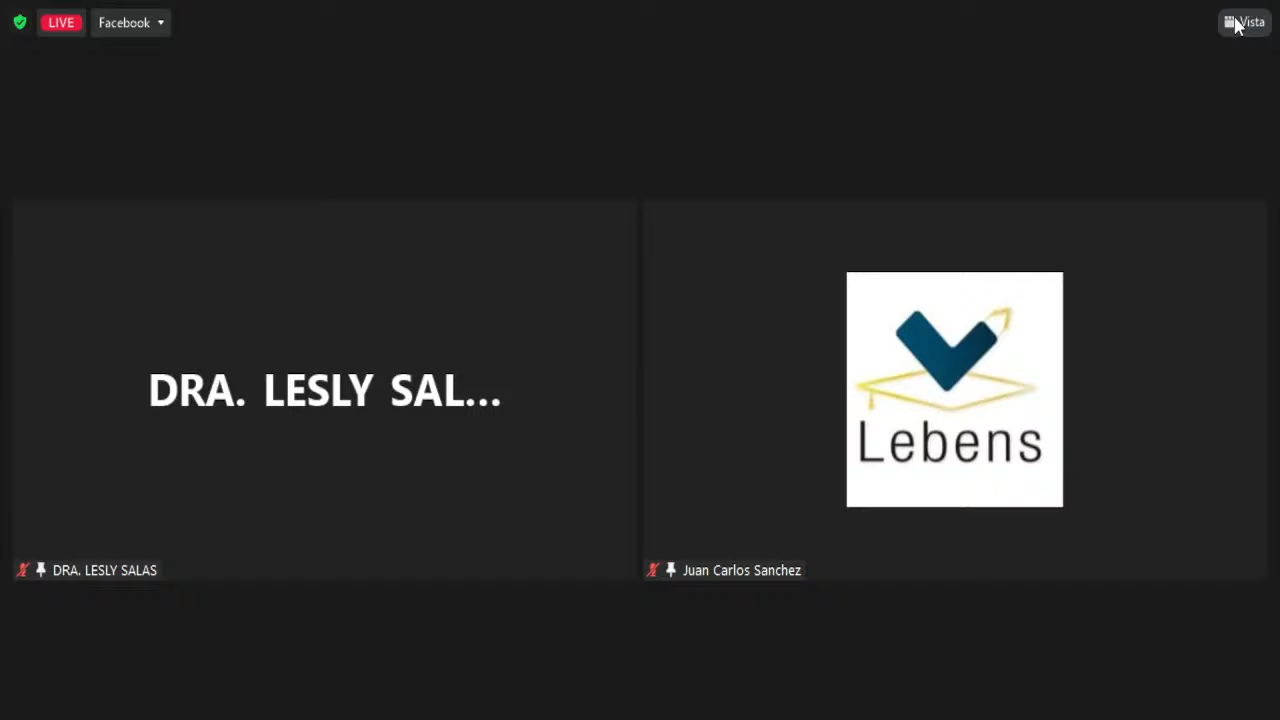 LIVE
Facebook
Vista
DRA. LESLY SAL...
Lebens
DRA. LESLY SALAS
Juan Carlos Sanchez